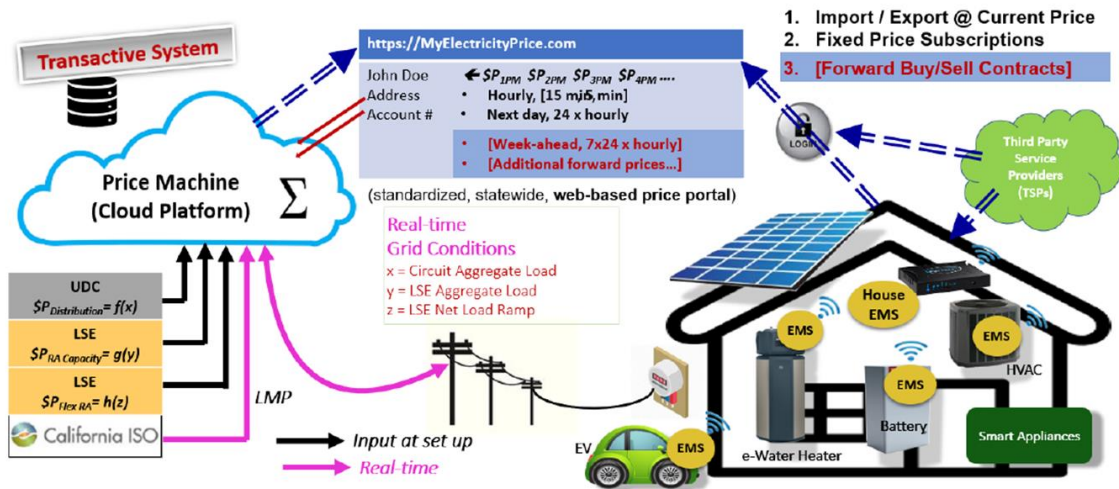 Transactive System
https://MyElectricityPrice.com
John Doe
Address
Account #
←$P1PM $P2PM $P3PM $P4PM ....
• Hourly, [15 min, 5 min]
• Next day, 24 x hourly
• [Week-ahead, 7x24 x hourly]
• [Additional forward prices...]
(standardized, statewide, web-based price portal)
1. Import / Export @ Current Price
2. Fixed Price Subscriptions
3. [Forward Buy/Sell Contracts]
LOGIN
Third Party
Service
Providers
(TSPs)
Price Machine
(Cloud Platform)
Σ
Real-time
Grid Conditions
x = Circuit Aggregate Load
y = LSE Aggregate Load
z = LSE Net Load Ramp
UDC
$PDistribution= f(x)
LSE
$PRA Capacity= g(y)
LSE
$PFlex RA= h(z)
California ISO
LMP
Input at set up
Real-time
House
EMS
EMS
EMS
HVAC
EMS
Battery
e-Water Heater
Smart Appliances
EV
EMS